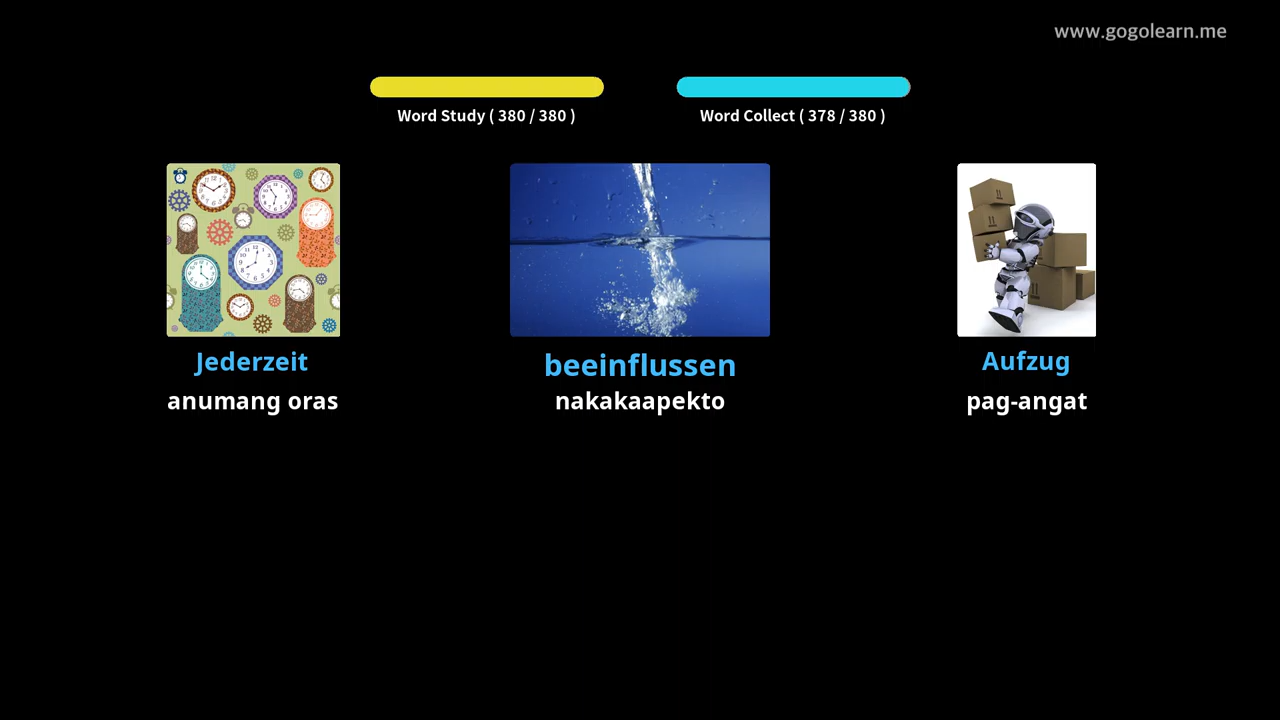 www.gogolearn.me
Word Study ( 380 / 380 )
Word Collect ( 378 / 380 )
Jederzeit
anumang oras
beeinflussen
nakakaapekto
Aufzug
pag-angat